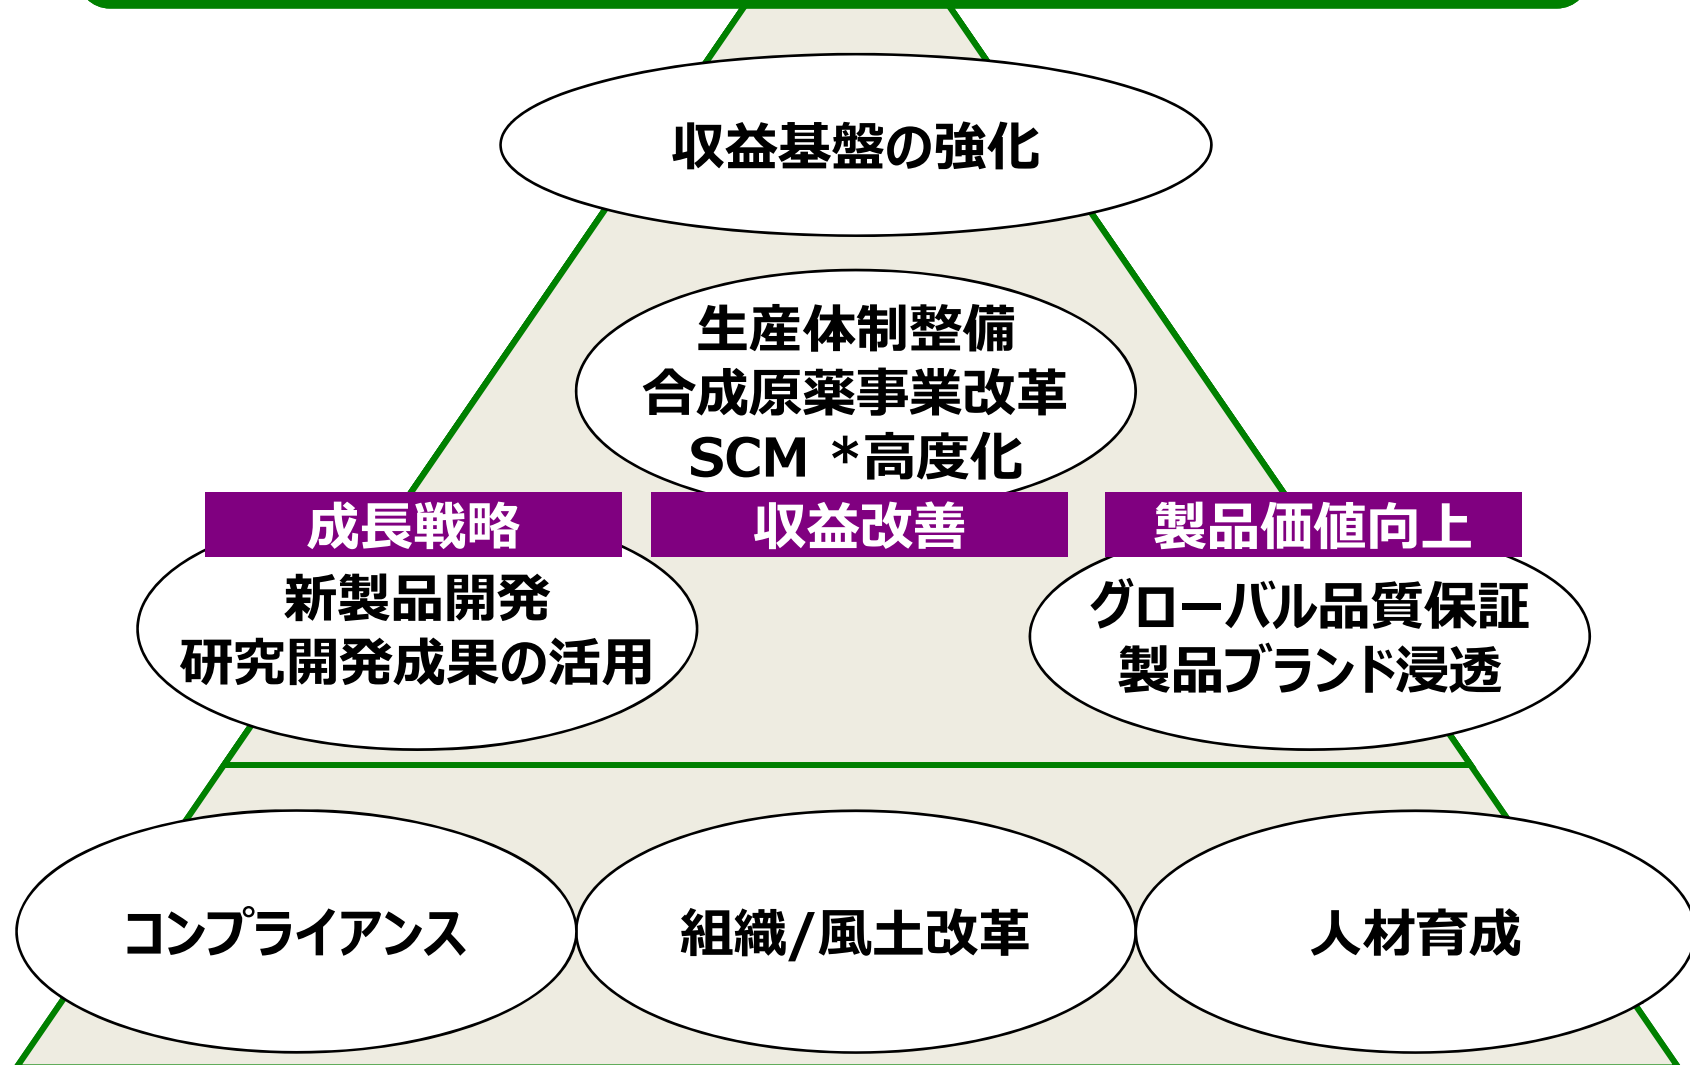 収益基盤の強化
生産体制整備
合成原薬事業改革
SCM *高度化
成長戦略
収益改善
製品価値向上
新製品開発
研究開発成果の活用
グローバル品質保証
製品ブランド浸透
コンプライアンス
組織/風土改革
人材育成